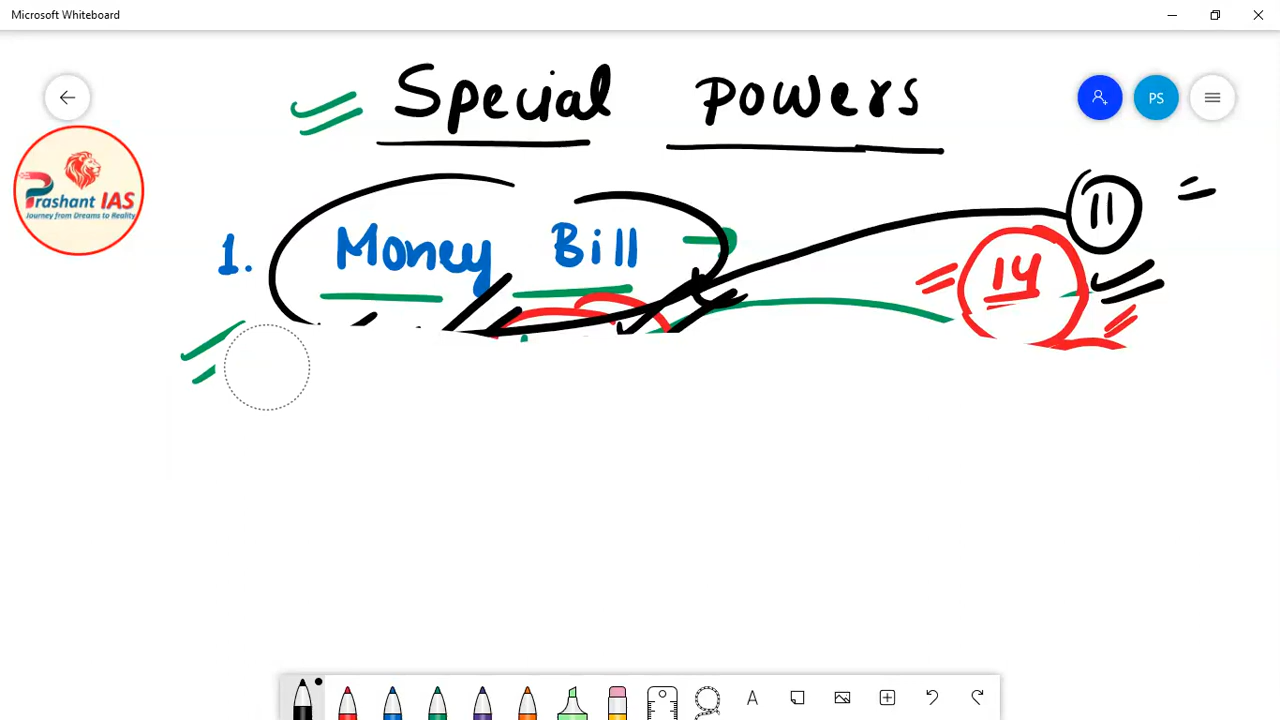 Microsoft Whiteboard
Special Powers
PS
Prashant IAS
Journey from Dreams to Reality
11 =
1. Money Bill
14
A